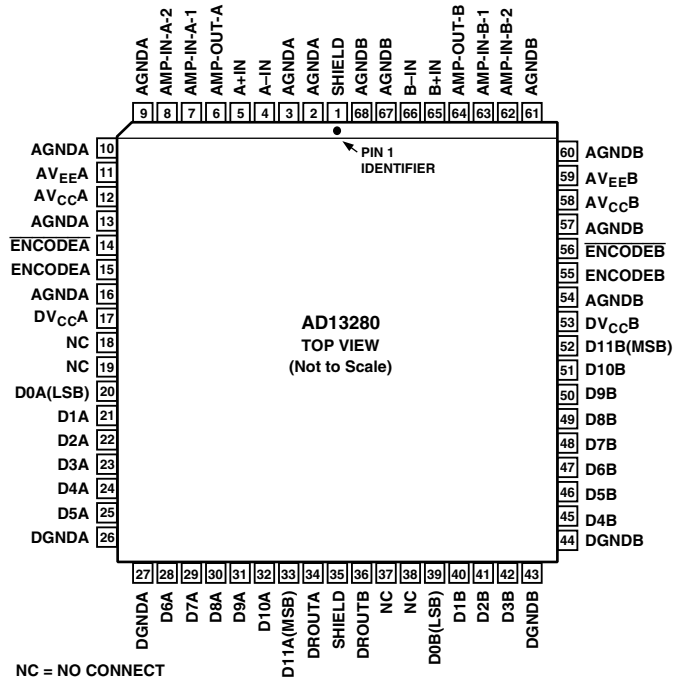 AGNDA
AMP-IN-A-2
AMP-IN-A-1
AMP-OUT-A
A+IN
A–IN
AGNDA
AGNDA
SHIELD
AGNDB
AGNDB
B–IN
B+IN
AMP-OUT-B
AMP-IN-B-1
AMP-IN-B-2
AGNDB
9 8 7 6 5 4 3 2 1 68 67 66 65 64 63 62 61
PIN 1
IDENTIFIER
AGNDA 10
AVEEA 11
AVCCA 12
AGNDA 13
ENCODEA 14
ENCODEA 15
AGNDA 16
DVCCA 17
NC 18
NC 19
D0A(LSB) 20
D1A 21
D2A 22
D3A 23
D4A 24
D5A 25
DGNDA 26
AD13280
TOP VIEW
(Not to Scale)
60 AGNDB
59 AVEEB
58 AVCCB
57 AGNDB
56 ENCODEB
55 ENCODEB
54 AGNDB
53 DVCCB
52 D11B(MSB)
51 D10B
50 D9B
49 D8B
48 D7B
47 D6B
46 D5B
45 D4B
44 DGNDB
27 28 29 30 31 32 33 34 35 36 37 38 39 40 41 42 43
DGNDA
D6A
D7A
D8A
D9A
D10A
D11A(MSB)
DROUTA
SHIELD
DROUTB
NC
NC
D0B(LSB)
D1B
D2B
D3B
DGNDB
NC = NO CONNECT